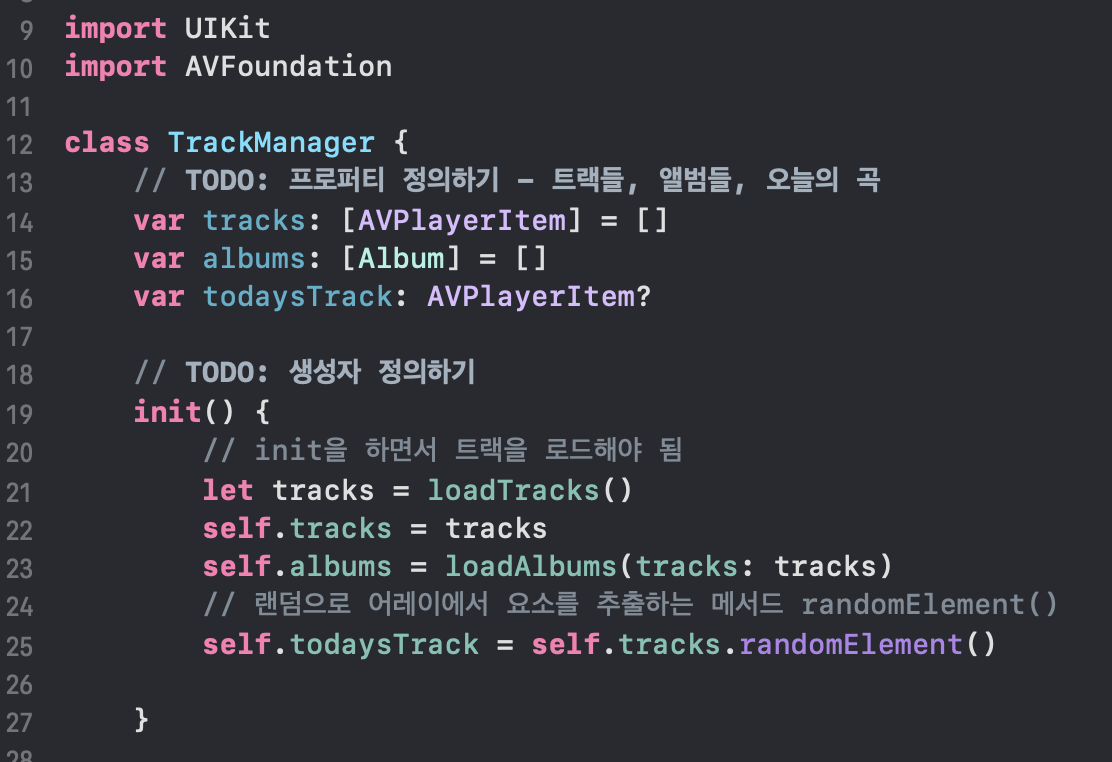 9 import UIKit
10 import AVFoundation
11
12 class TrackManager {
13     // TODO: 프로퍼티 정의하기 - 트랙들, 앨범들, 오늘의 곡
14     var tracks: [AVPlayerItem] = []
15     var albums: [Album] = []
16     var todaysTrack: AVPlayerItem?
17
18     // TODO: 생성자 정의하기
19     init() {
20         // init을 하면서 트랙을 로드해야 됨
21         let tracks = loadTracks()
22         self.tracks = tracks
23         self.albums = loadAlbums(tracks: tracks)
24         // 랜덤으로 어레이에서 요소를 추출하는 메서드 randomElement()
25         self.todaysTrack = self.tracks.randomElement()
26
27     }
28